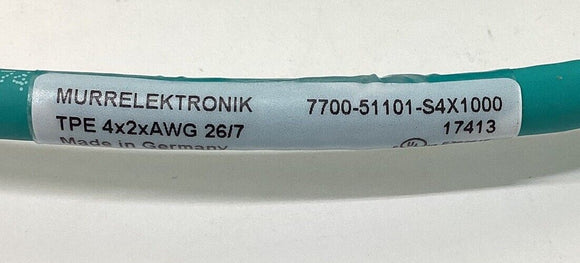 MURRELEKTRONIK 7700-51101-S4X1000
TPE 4x2xAWG 26/7 17413
Made in Germany